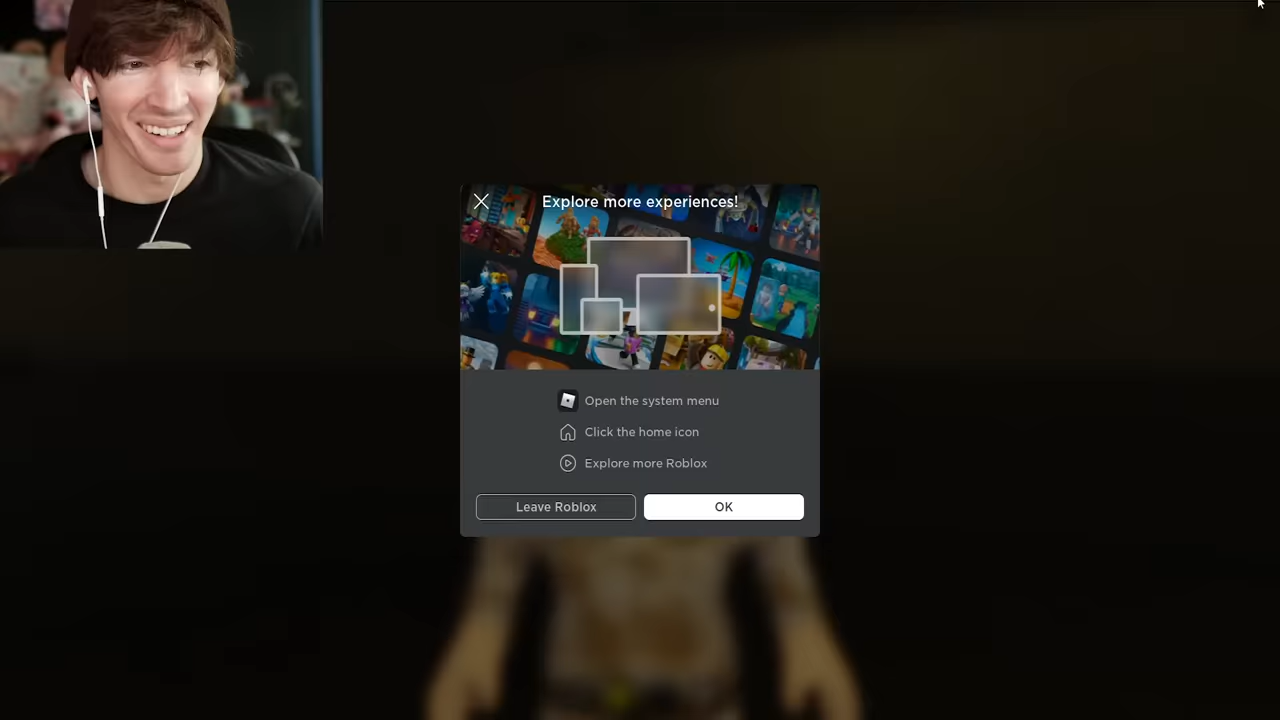 Explore more experiences!
Open the system menu
Click the home icon
Explore more Roblox
Leave Roblox
OK